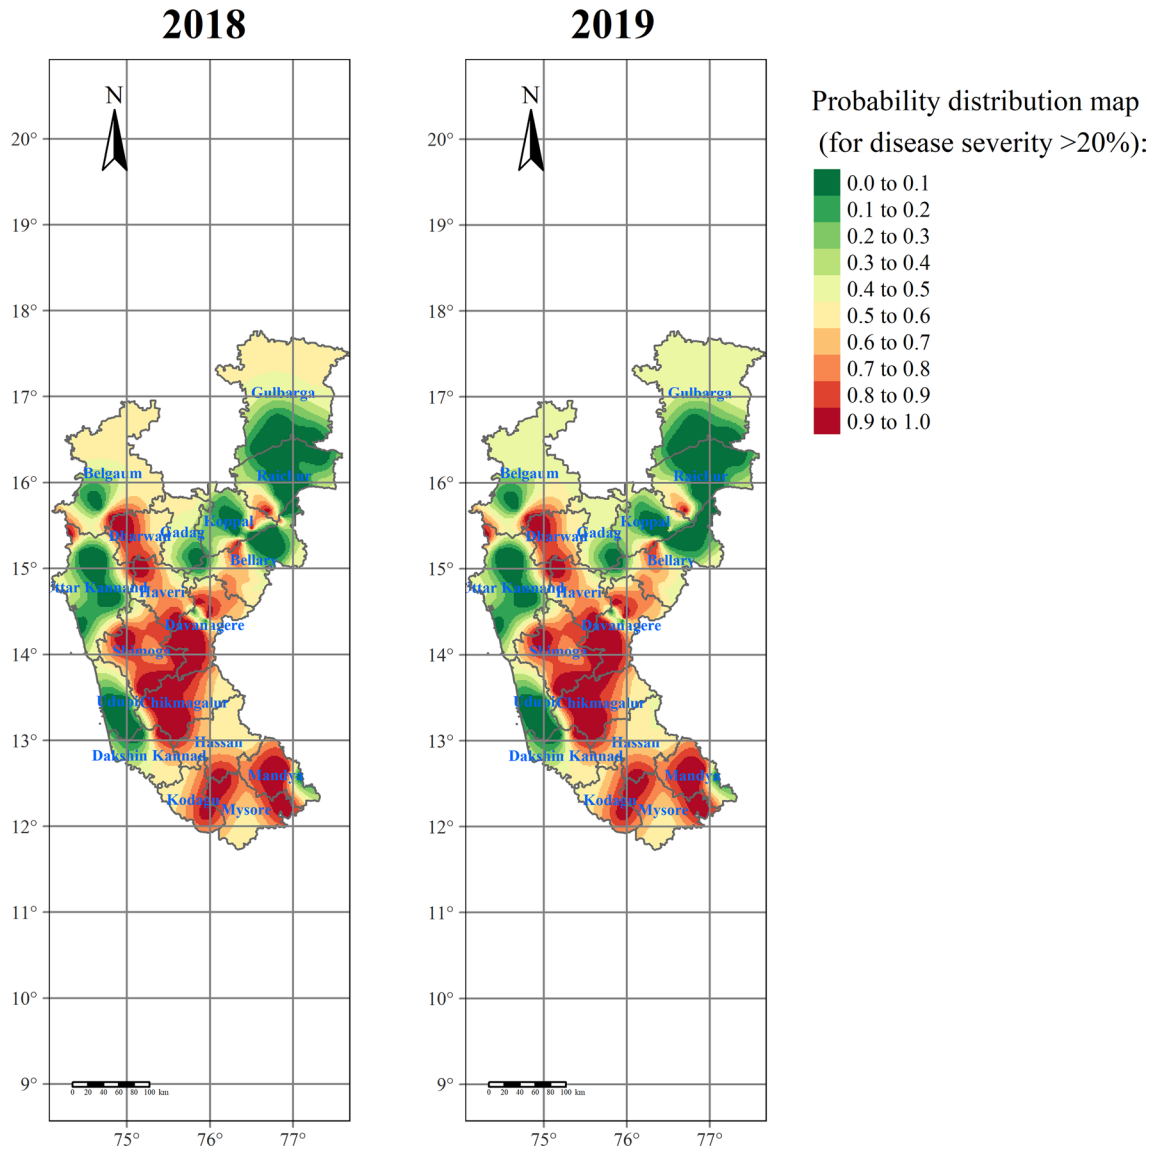 2018
2019
N
N
Probability distribution map
(for disease severity >20%):
0.0 to 0.1
0.1 to 0.2
0.2 to 0.3
0.3 to 0.4
0.4 to 0.5
0.5 to 0.6
0.6 to 0.7
0.7 to 0.8
0.8 to 0.9
0.9 to 1.0
20°
19°
18°
17°
16°
15°
14°
13°
12°
11°
10°
9°
Gulbarga
Belgaum
Raichur
Koppal
Dharwad
Gadag
Bellary
Uttar Kannand
Haveri
Davanagere
Shimoga
Udupi
Chikmagalur
Hassan
Dakshin Kannad
Mandya
Kodagu
Mysore
0 20 40 60 80 100 km
75° 76° 77°
20°
19°
18°
17°
16°
15°
14°
13°
12°
11°
10°
9°
Gulbarga
Belgaum
Raichur
Koppal
Dharwad
Gadag
Bellary
Uttar Kannand
Haveri
Davanagere
Shimoga
Udupi
Chikmagalur
Hassan
Dakshin Kannad
Mandya
Kodagu
Mysore
0 20 40 60 80 100 km
75° 76° 77°